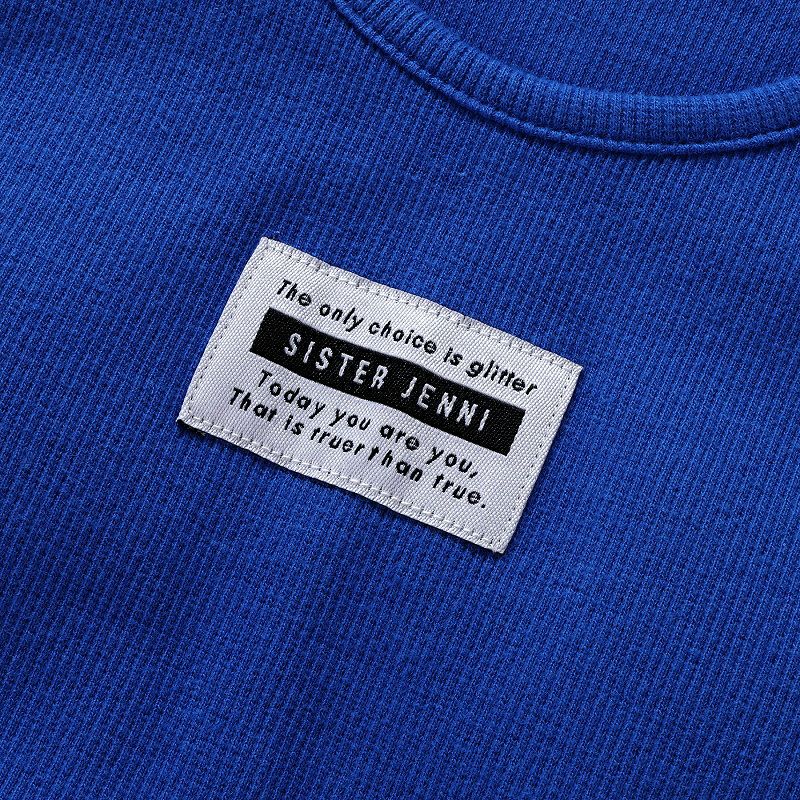 The only choice is glitter
SISTER JENNI
Today you are you,
That is truer than true.